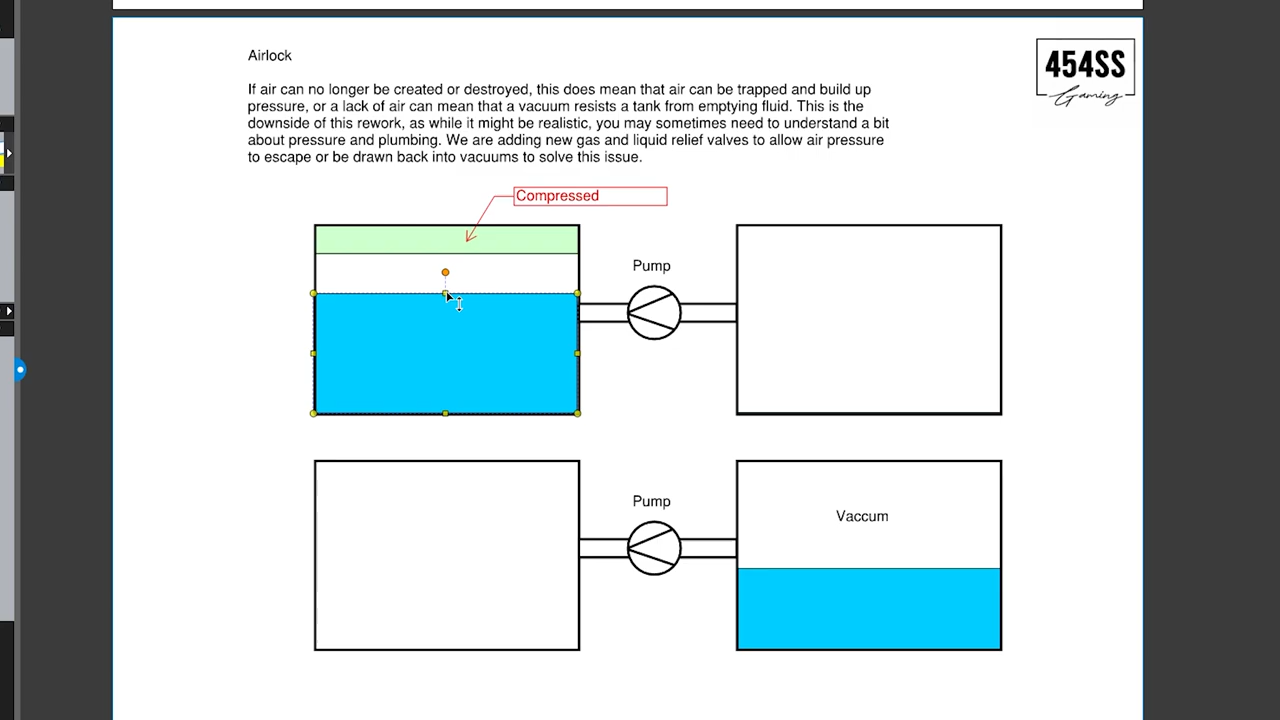 Airlock
454SS
Gaming
If air can no longer be created or destroyed, this does mean that air can be trapped and build up
pressure, or a lack of air can mean that a vacuum resists a tank from emptying fluid. This is the
downside of this rework, as while it might be realistic, you may sometimes need to understand a bit
about pressure and plumbing. We are adding new gas and liquid relief valves to allow air pressure
to escape or be drawn back into vacuums to solve this issue.
Compressed
Pump
Pump
Vaccum